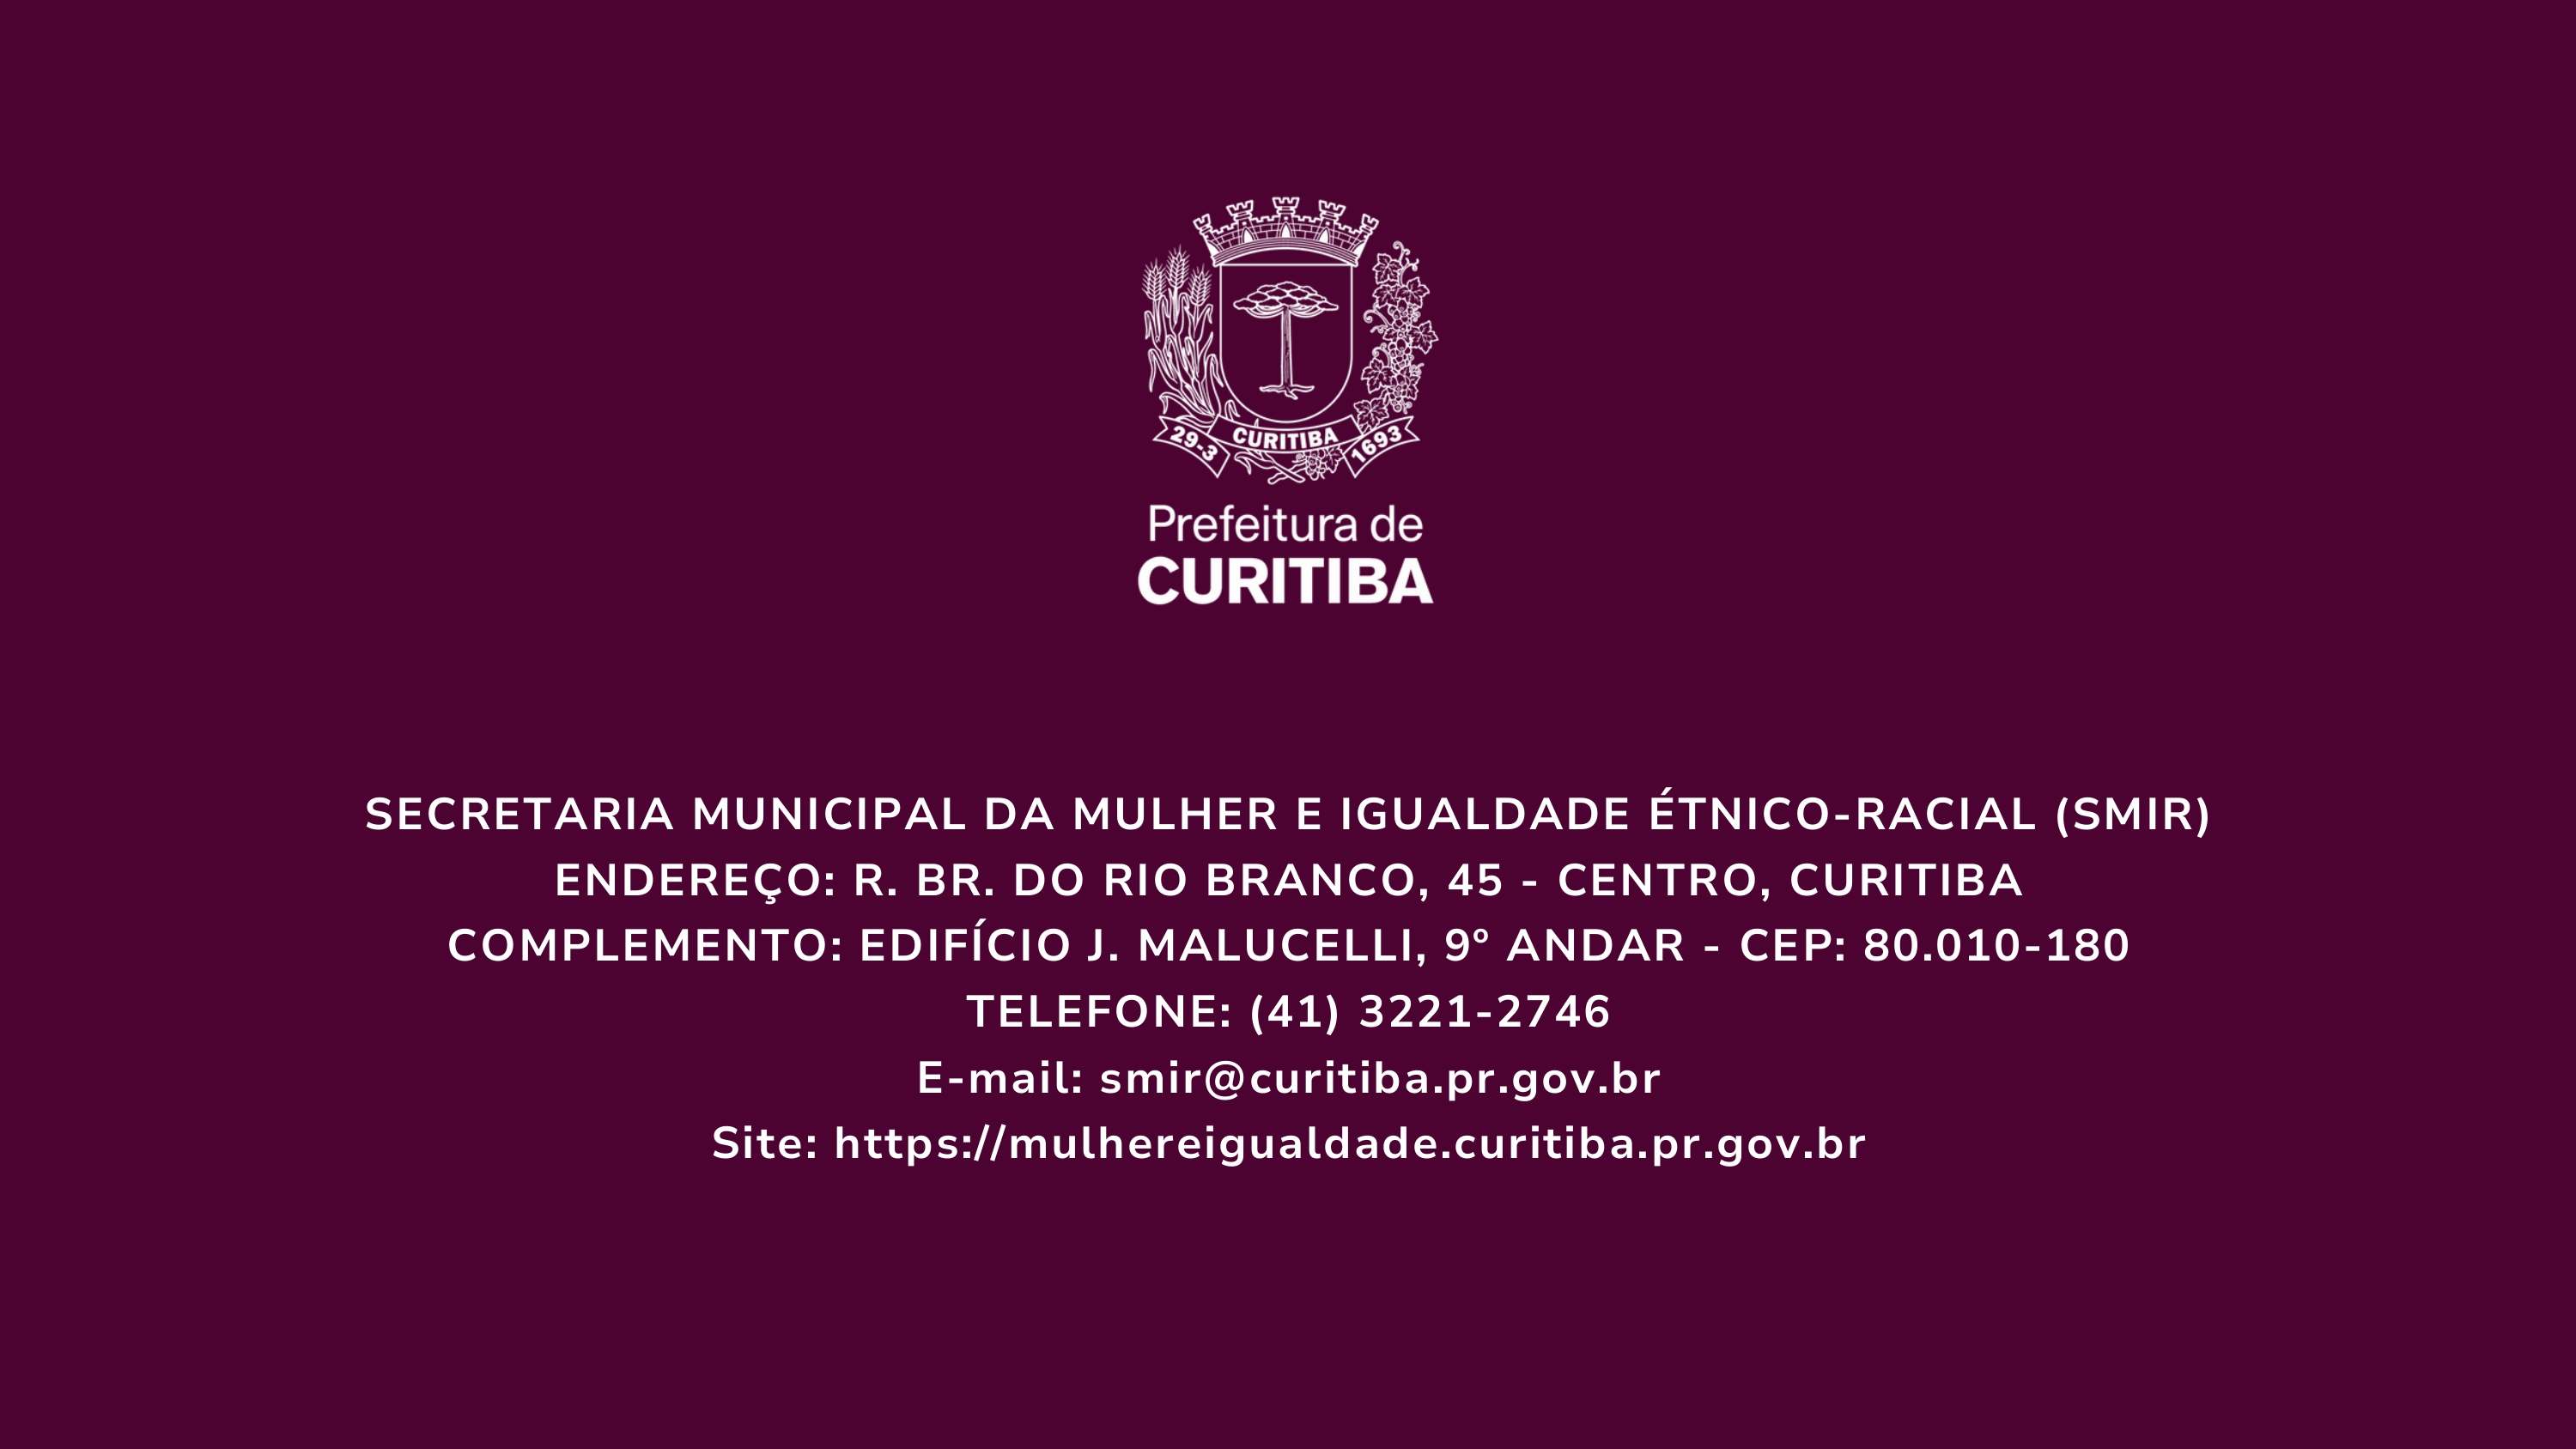 29-3 CURITIBA 1693
Prefeitura de
CURITIBA
SECRETARIA MUNICIPAL DA MULHER E IGUALDADE ÉTNICO-RACIAL (SMIR)
ENDEREÇO: R. BR. DO RIO BRANCO, 45 - CENTRO, CURITIBA
COMPLEMENTO: EDIFÍCIO J. MALUCELLI, 9º ANDAR - CEP: 80.010-180
TELEFONE: (41) 3221-2746
E-mail: smir@curitiba.pr.gov.br
Site: https://mulhereigualdade.curitiba.pr.gov.br